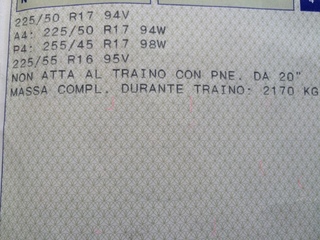 225/50 R17 94V
A4: 225/50 R17 94W
P4: 255/45 R17 98W
225/55 R16 95V
NON ATTA AL TRAINO CON PNE. DA 20"
MASSA COMPL. DURANTE TRAINO: 2170 KG